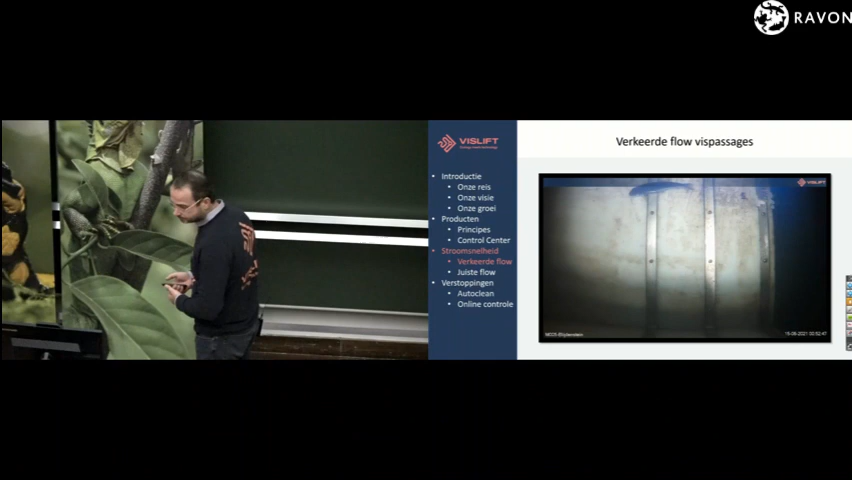 RAVON
VISLIFT
Verkeerde flow vispassages
• Introductie
• Onze reis
• Onze visie
• Onze groei
• Producten
• Principes
• Control Center
• Stroomsnelheid
• Verkeerde flow
• Juiste flow
• Verstoppingen
• Autoclean
• Online controle
VISLIFT